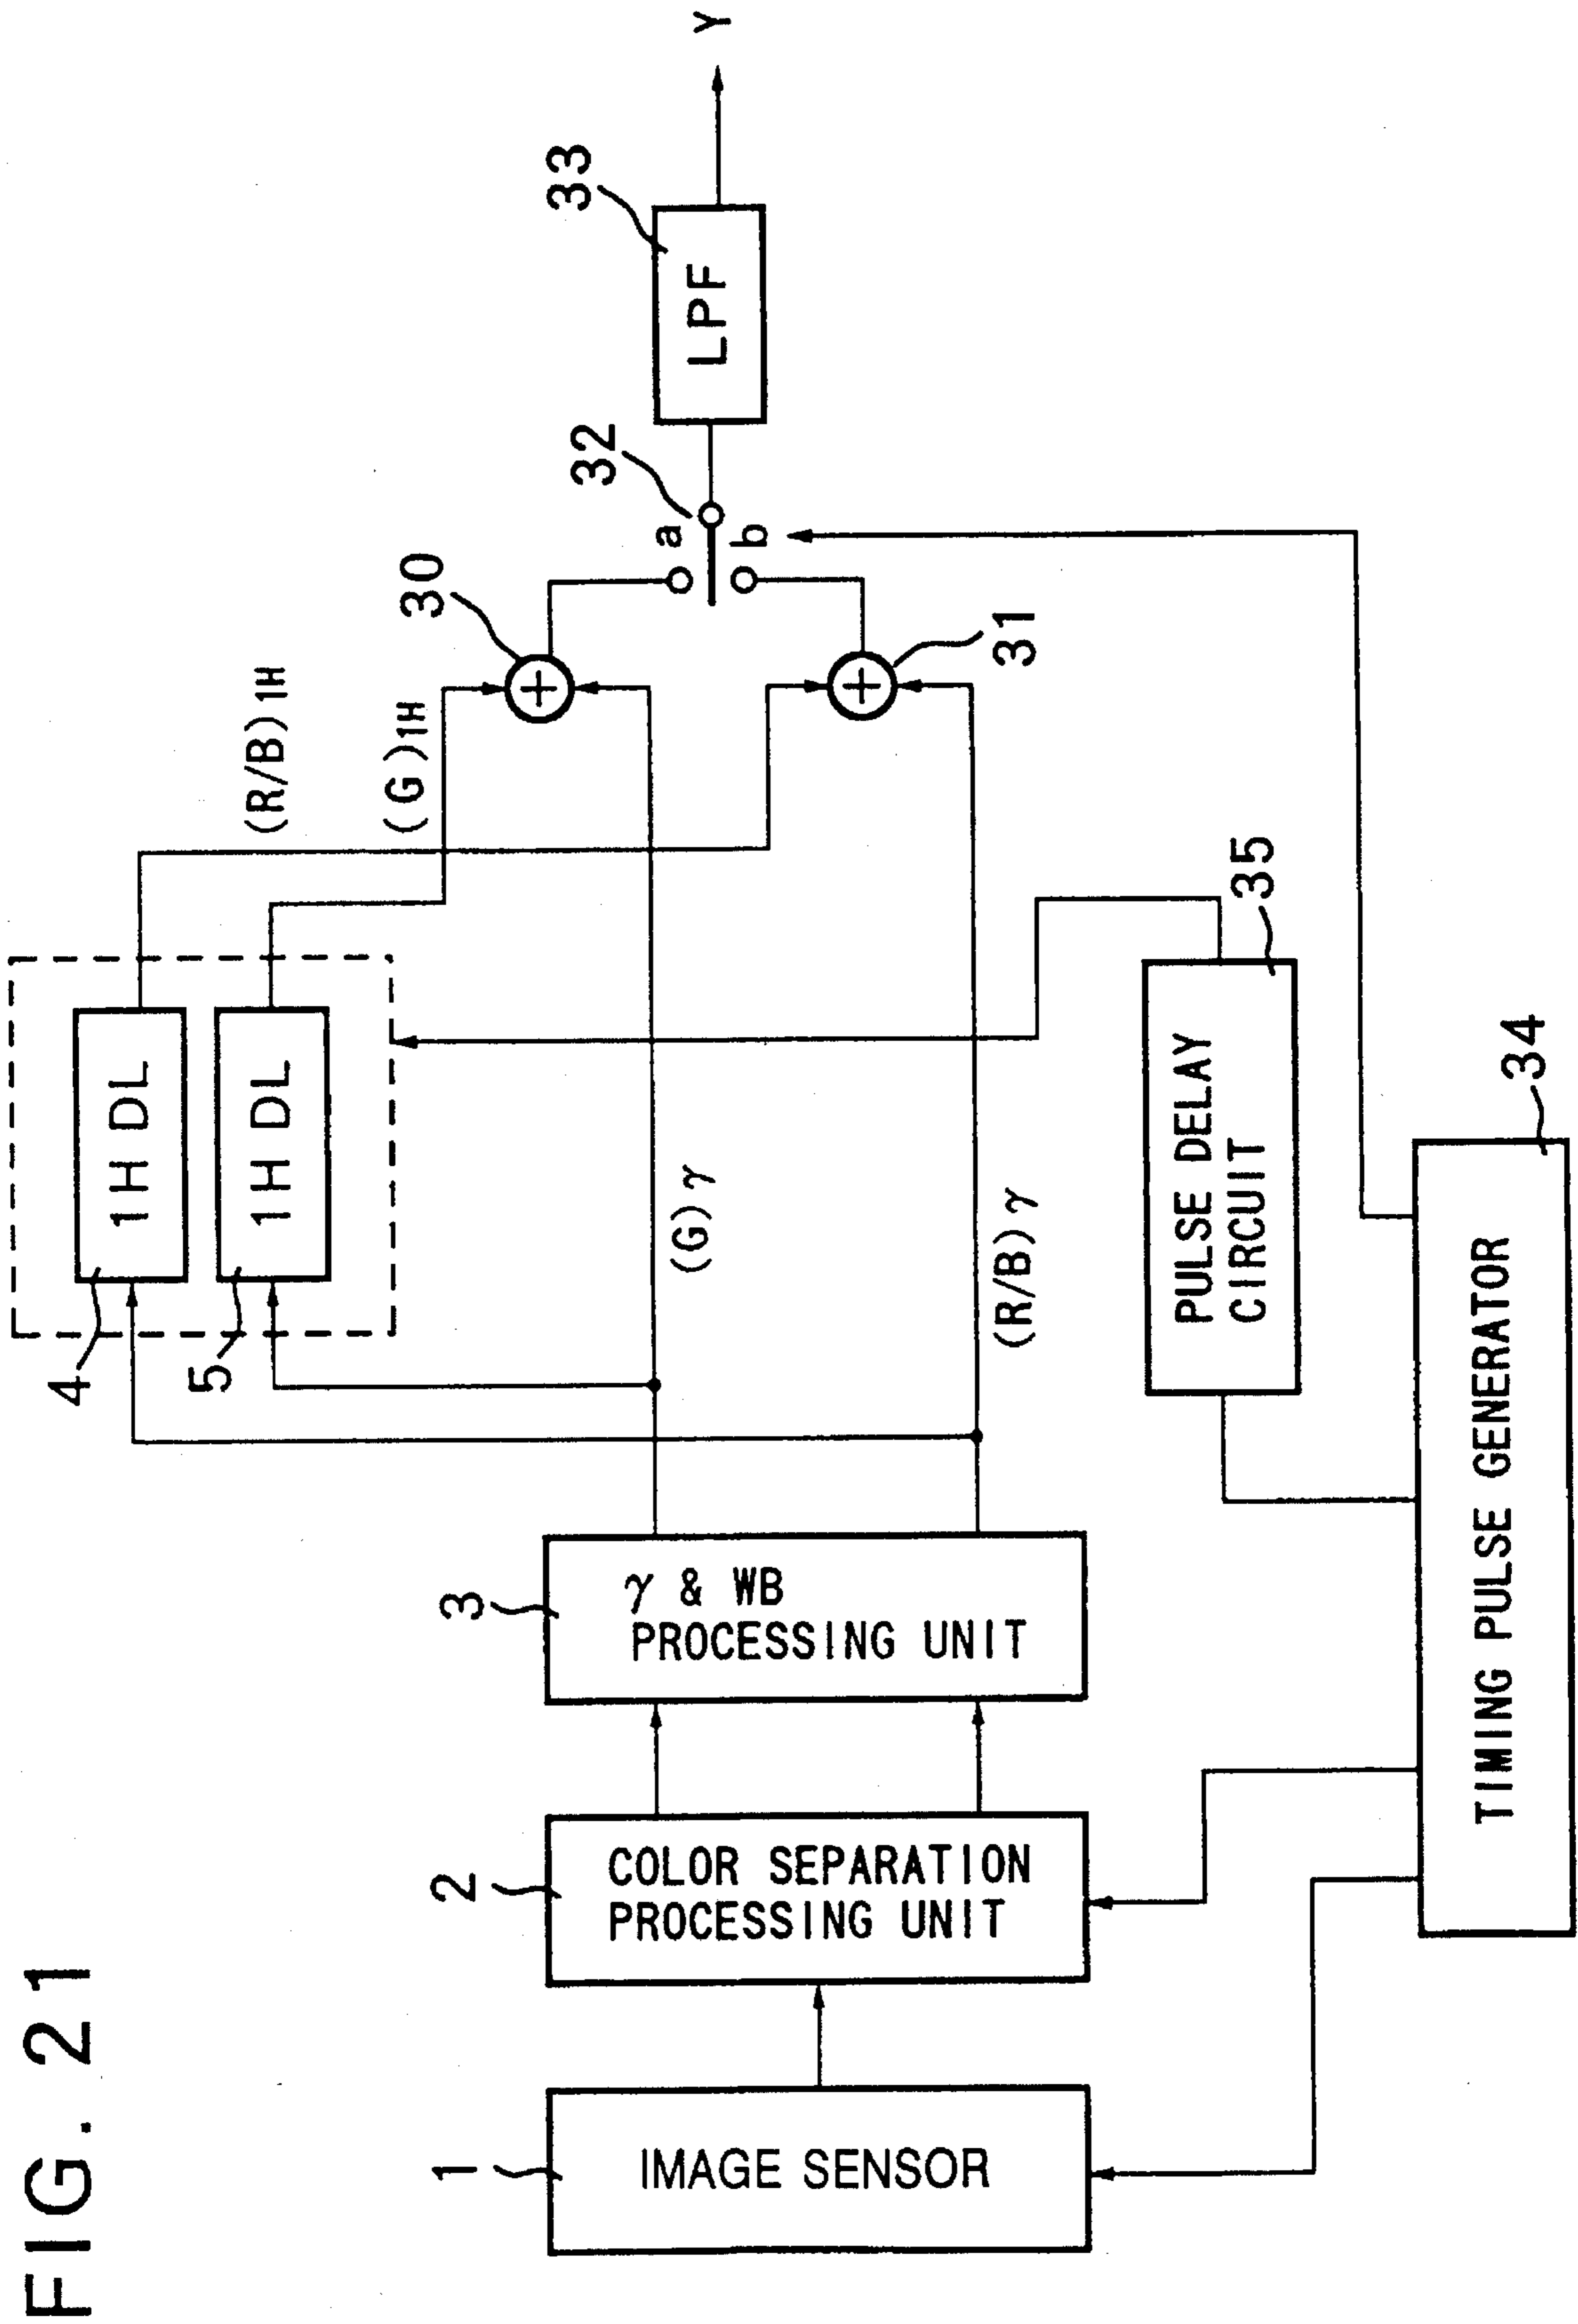 FIG. 21
1
IMAGE SENSOR
2
COLOR SEPARATION
PROCESSING UNIT
3
γ & WB
PROCESSING UNIT
4
1H DL
5
1H DL
(R/B)1H
(G)1H
(G)γ
(R/B)γ
30
31
32
a
b
33
LPF
Y
PULSE DELAY
CIRCUIT
35
TIMING PULSE GENERATOR
34